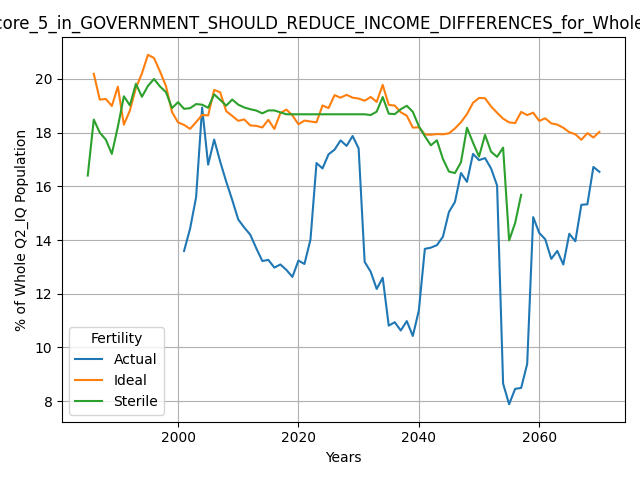 core_5_in_GOVERNMENT_SHOULD_REDUCE_INCOME_DIFFERENCES_for_Whole
% of Whole Q2_IQ Population
20
18
16
14
12
10
8
Fertility
Actual
Ideal
Sterile
2000
2020
2040
2060
Years